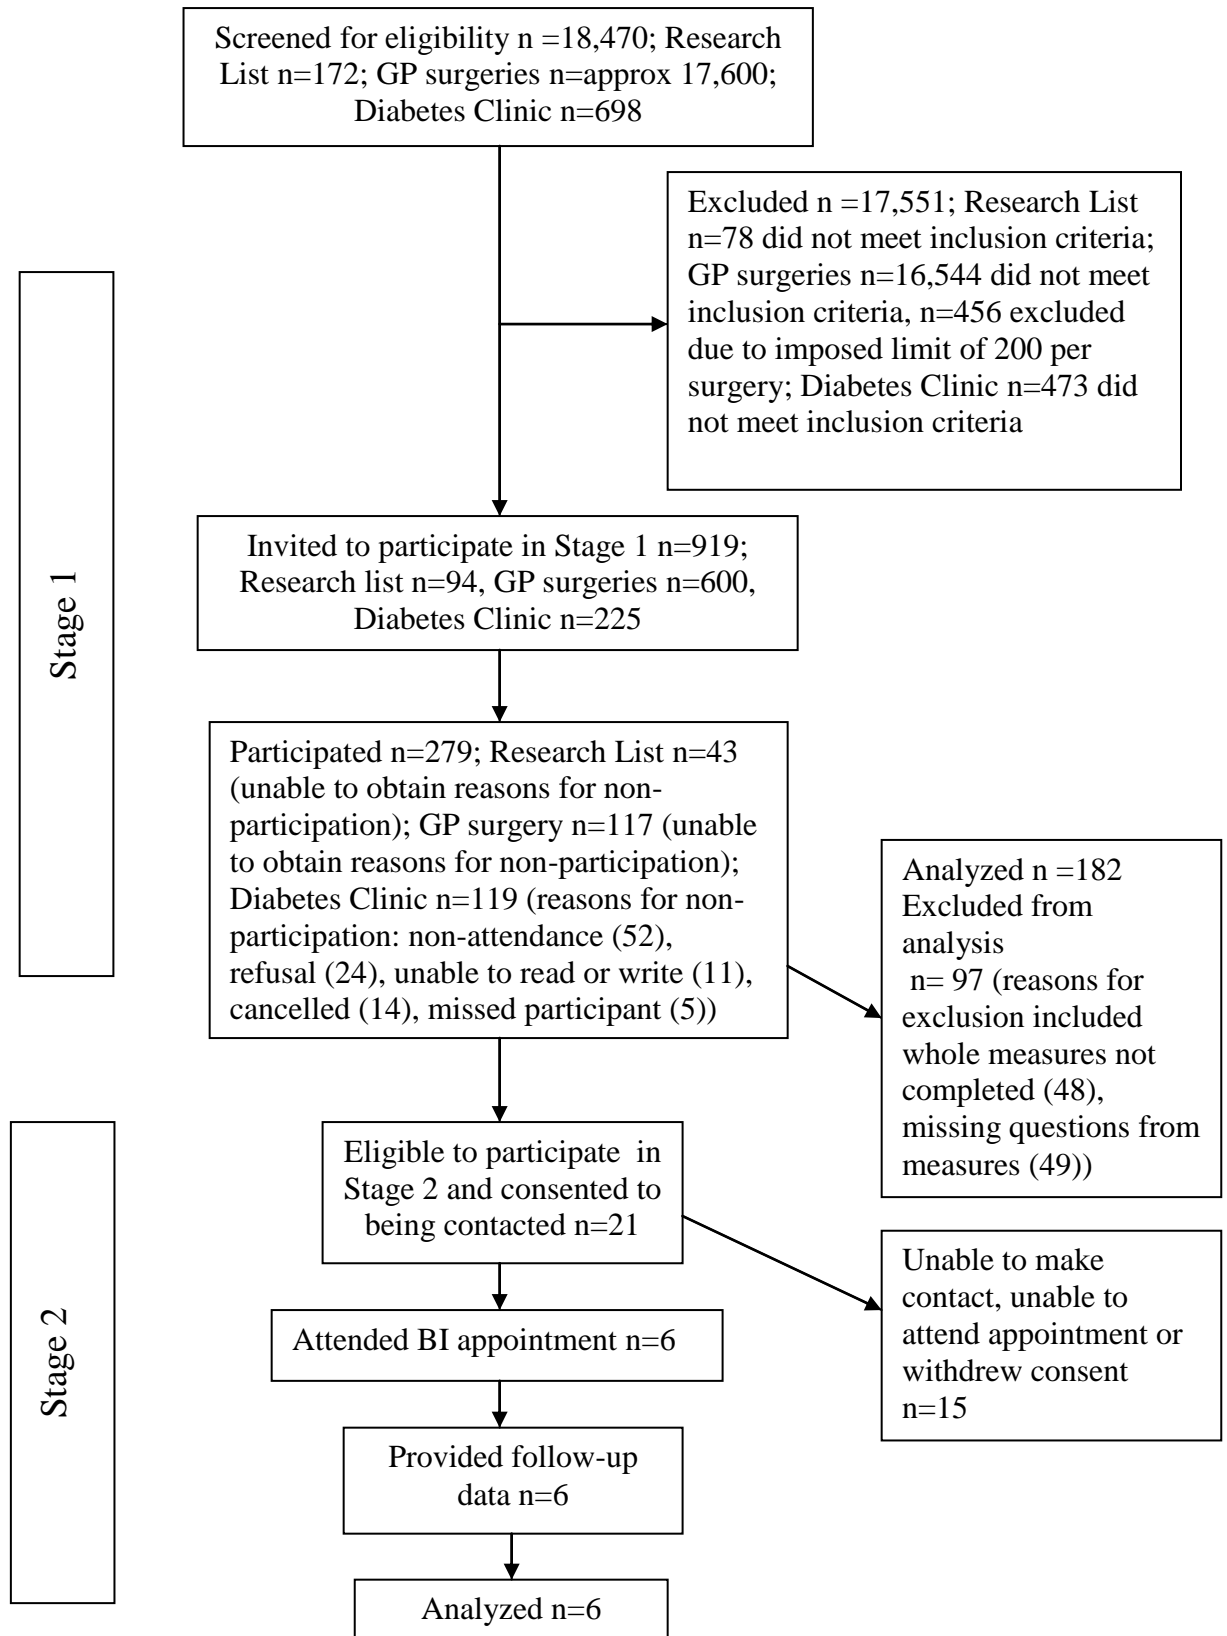 Screened for eligibility n =18,470; Research
List n=172; GP surgeries n=approx 17,600;
Diabetes Clinic n=698
Excluded n =17,551; Research List
n=78 did not meet inclusion criteria;
GP surgeries n=16,544 did not meet
inclusion criteria, n=456 excluded
due to imposed limit of 200 per
surgery; Diabetes Clinic n=473 did
not meet inclusion criteria
Stage 1
Invited to participate in Stage 1 n=919;
Research list n=94, GP surgeries n=600,
Diabetes Clinic n=225
Participated n=279; Research List n=43
(unable to obtain reasons for non-
participation); GP surgery n=117 (unable
to obtain reasons for non-participation);
Diabetes Clinic n=119 (reasons for non-
participation: non-attendance (52),
refusal (24), unable to read or write (11),
cancelled (14), missed participant (5))
Analyzed n =182
Excluded from
analysis
n= 97 (reasons for
exclusion included
whole measures not
completed (48),
missing questions from
measures (49))
Stage 2
Eligible to participate in
Stage 2 and consented to
being contacted n=21
Unable to make
contact, unable to
attend appointment or
withdrew consent
n=15
Attended BI appointment n=6
Provided follow-up
data n=6
Analyzed n=6